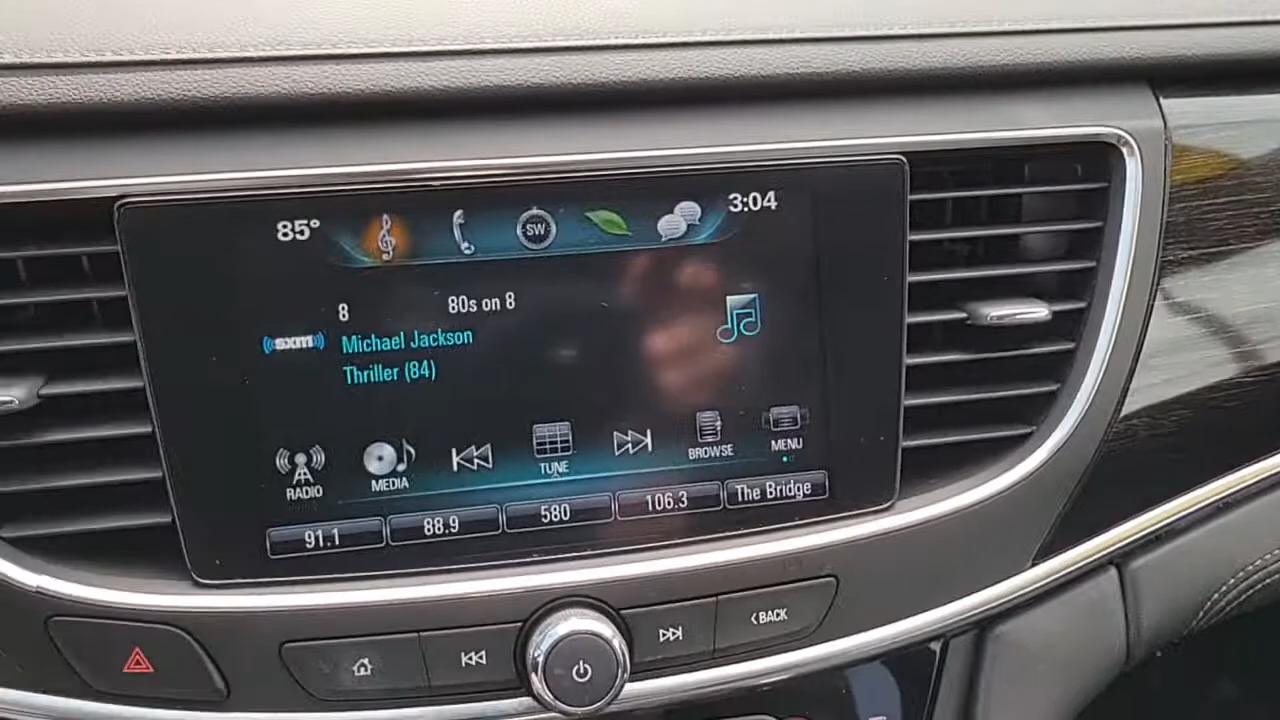 85° SW 3:04
8 80s on 8
sxm Michael Jackson
Thriller (84)
RADIO MEDIA TUNE BROWSE MENU
91.1 88.9 580 106.3 The Bridge
BACK